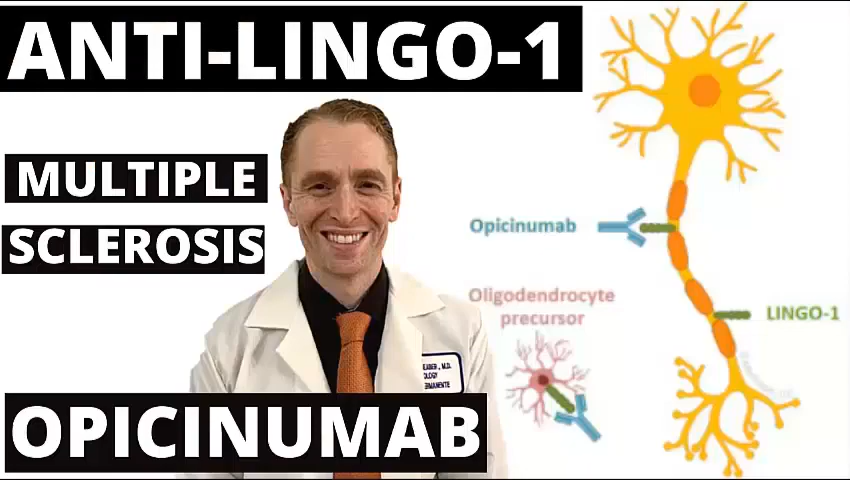 ANTI-LINGO-1
MULTIPLE
SCLEROSIS
Opicinumab
Oligodendrocyte
precursor
LINGO-1
, M.D.
OPICINUMAB